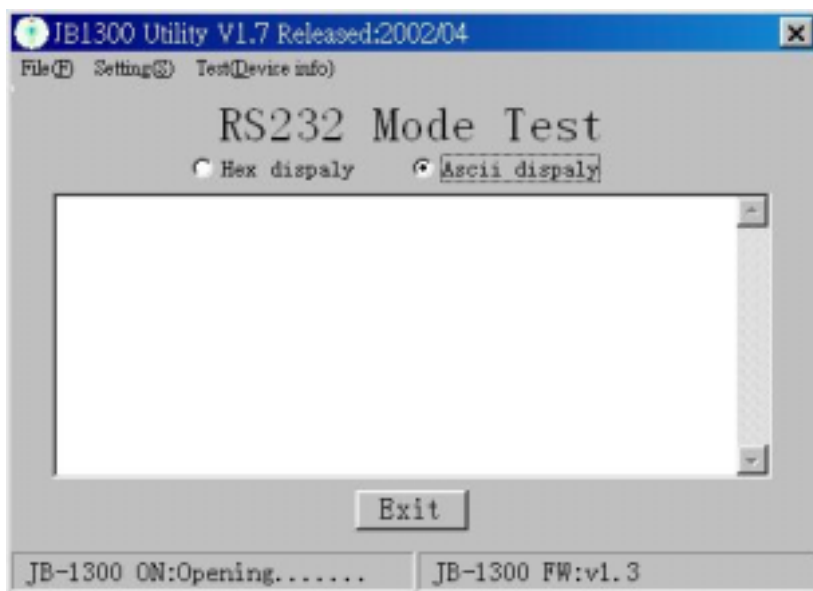 JB1300 Utility V1.7 Released:2002/04
File(F) Setting(S) Test(Device info)
RS232 Mode Test
Hex dispaly Ascii dispaly
Exit
JB-1300 ON:Opening....... JB-1300 FW:v1.3